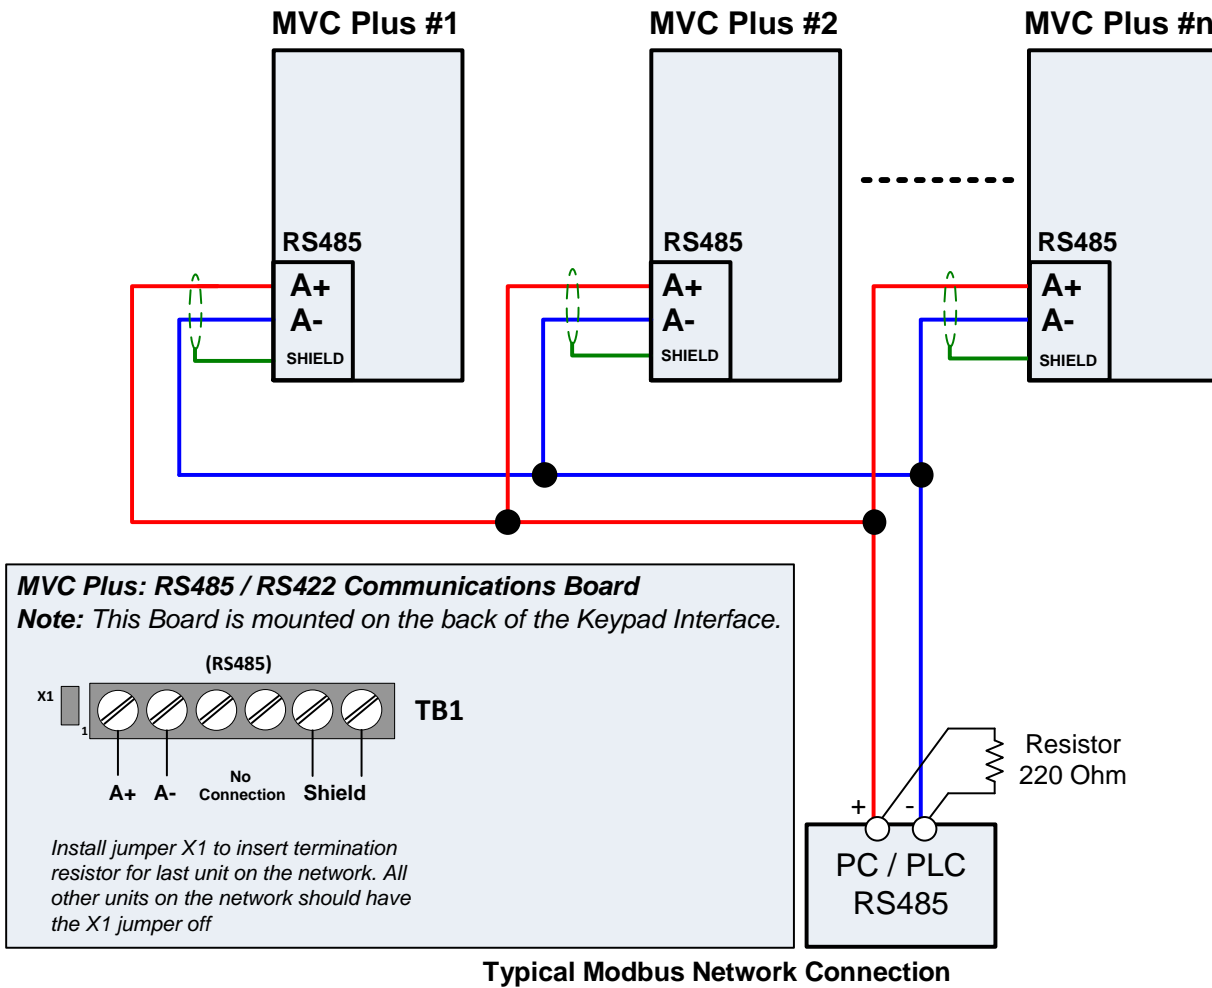 MVC Plus #1
MVC Plus #2
MVC Plus #n
RS485
RS485
RS485
A+
A-
SHIELD
A+
A-
SHIELD
A+
A-
SHIELD
MVC Plus: RS485 / RS422 Communications Board
Note: This Board is mounted on the back of the Keypad Interface.
(RS485)
X1
1
TB1
A+
A-
No
Connection
Shield
Install jumper X1 to insert termination
resistor for last unit on the network. All
other units on the network should have
the X1 jumper off
Resistor
220 Ohm
+
-
PC / PLC
RS485
Typical Modbus Network Connection